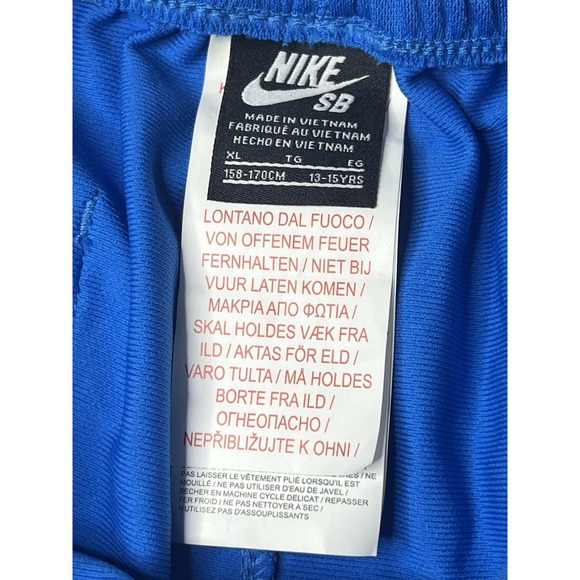 NIKE
SB
MADE IN VIETNAM
FABRIQUÉ AU VIETNAM
HECHO EN VIETNAM
XL TG EG
158-170CM 13-15YRS
LONTANO DAL FUOCO /
VON OFFENEM FEUER
FERNHALTEN / NIET BIJ
VUUR LATEN KOMEN /
ΜΑΚΡΙΑ ΑΠΟ ΦΩΤΙΑ /
SKAL HOLDES VÆK FRA
ILD / AKTAS FÖR ELD /
VARO TULTA / MÅ HOLDES
BORTE FRA ILD /
ОГНЕОПАСНО /
NEPŘIBLIŽUJTE K OHNI /
PAS LAISSER LE VÊTEMENT PLIÉ LORSQU'IL EST
MOUILLÉ / NE PAS UTILISER D'EAU DE JAVEL /
SÉCHER EN MACHINE CYCLE DELICAT / REPASSER
FER FROID / NE PAS NETTOYER A SEC /
N'UTILISEZ PAS D'ASSOUPLISSANTS